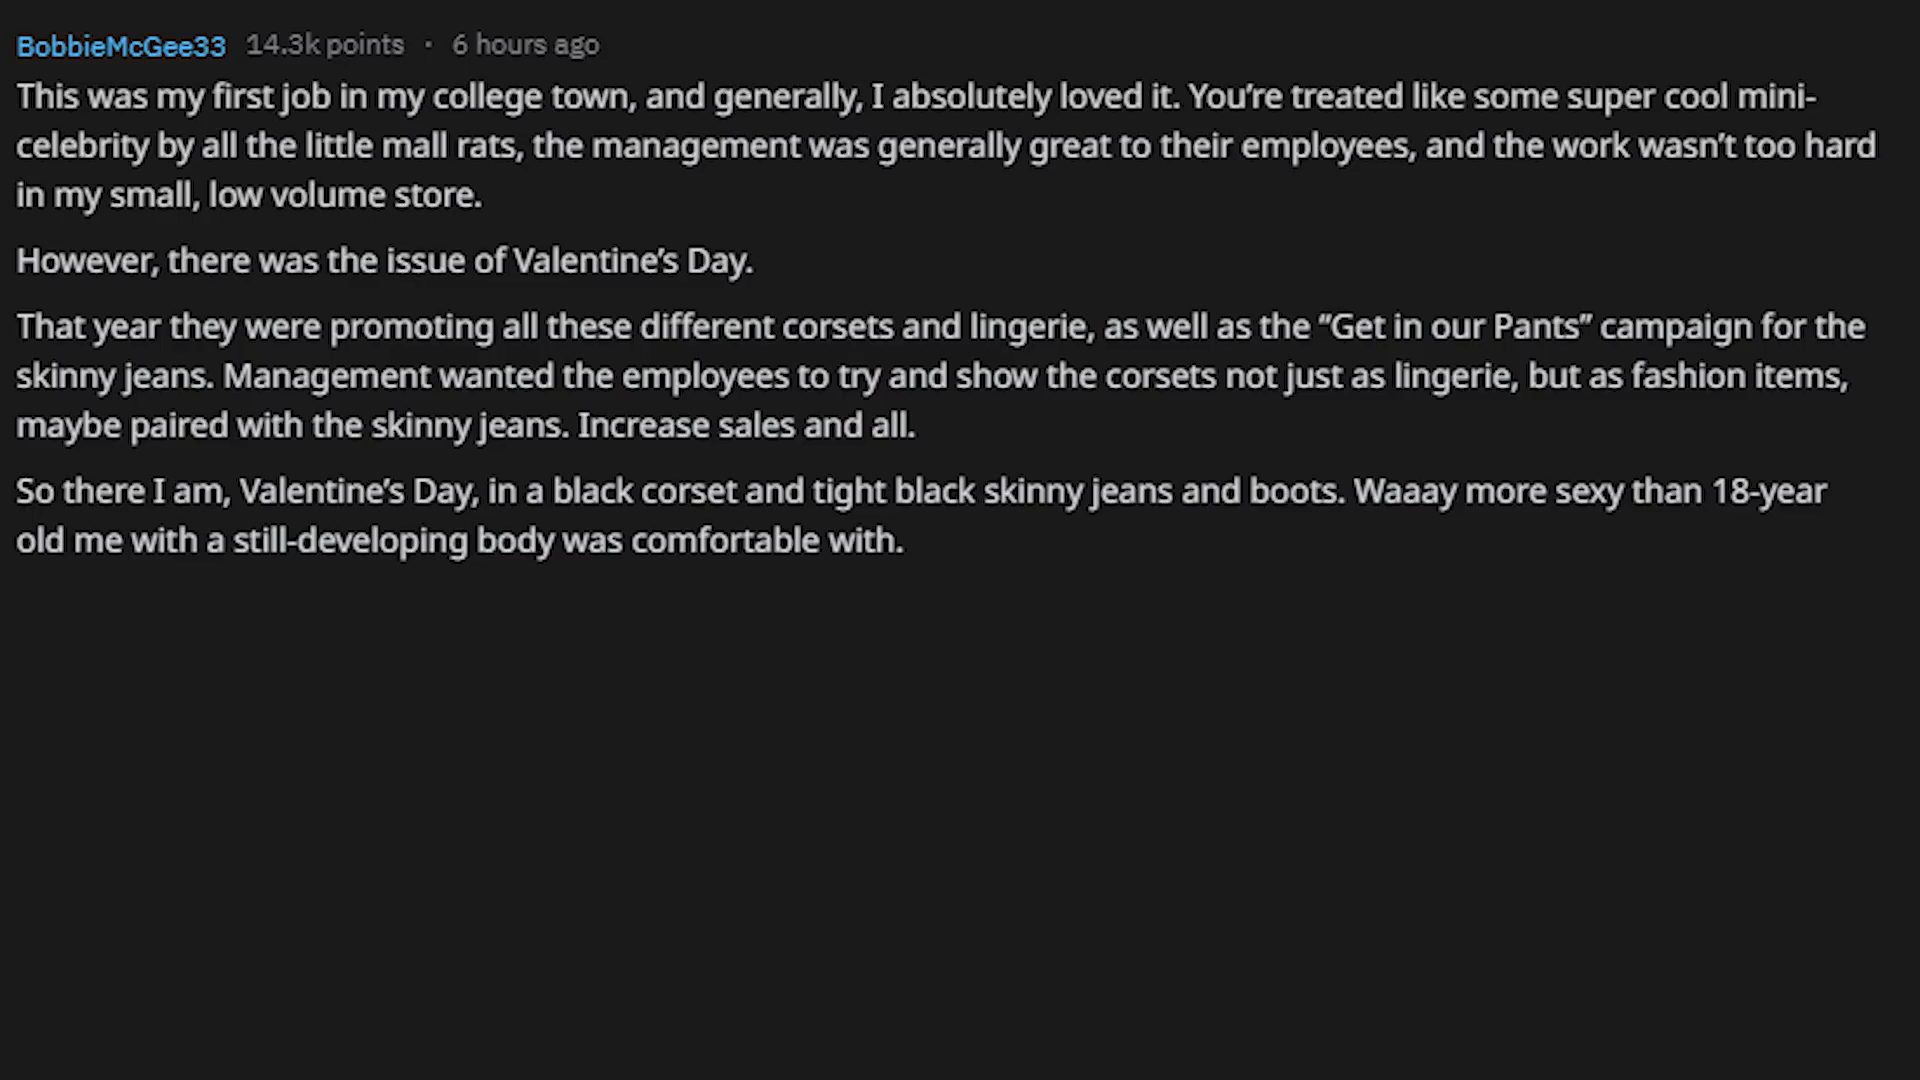 BobbieMcGee33 14.3k points · 6 hours ago
This was my first job in my college town, and generally, I absolutely loved it. You’re treated like some super cool mini-
celebrity by all the little mall rats, the management was generally great to their employees, and the work wasn’t too hard
in my small, low volume store.
However, there was the issue of Valentine’s Day.
That year they were promoting all these different corsets and lingerie, as well as the “Get in our Pants” campaign for the
skinny jeans. Management wanted the employees to try and show the corsets not just as lingerie, but as fashion items,
maybe paired with the skinny jeans. Increase sales and all.
So there I am, Valentine’s Day, in a black corset and tight black skinny jeans and boots. Waaay more sexy than 18-year
old me with a still-developing body was comfortable with.